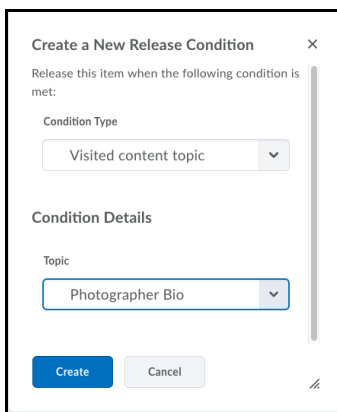 Create a New Release Condition
Release this item when the following condition is
met:
Condition Type
Visited content topic
Condition Details
Topic
Photographer Bio
Create
Cancel